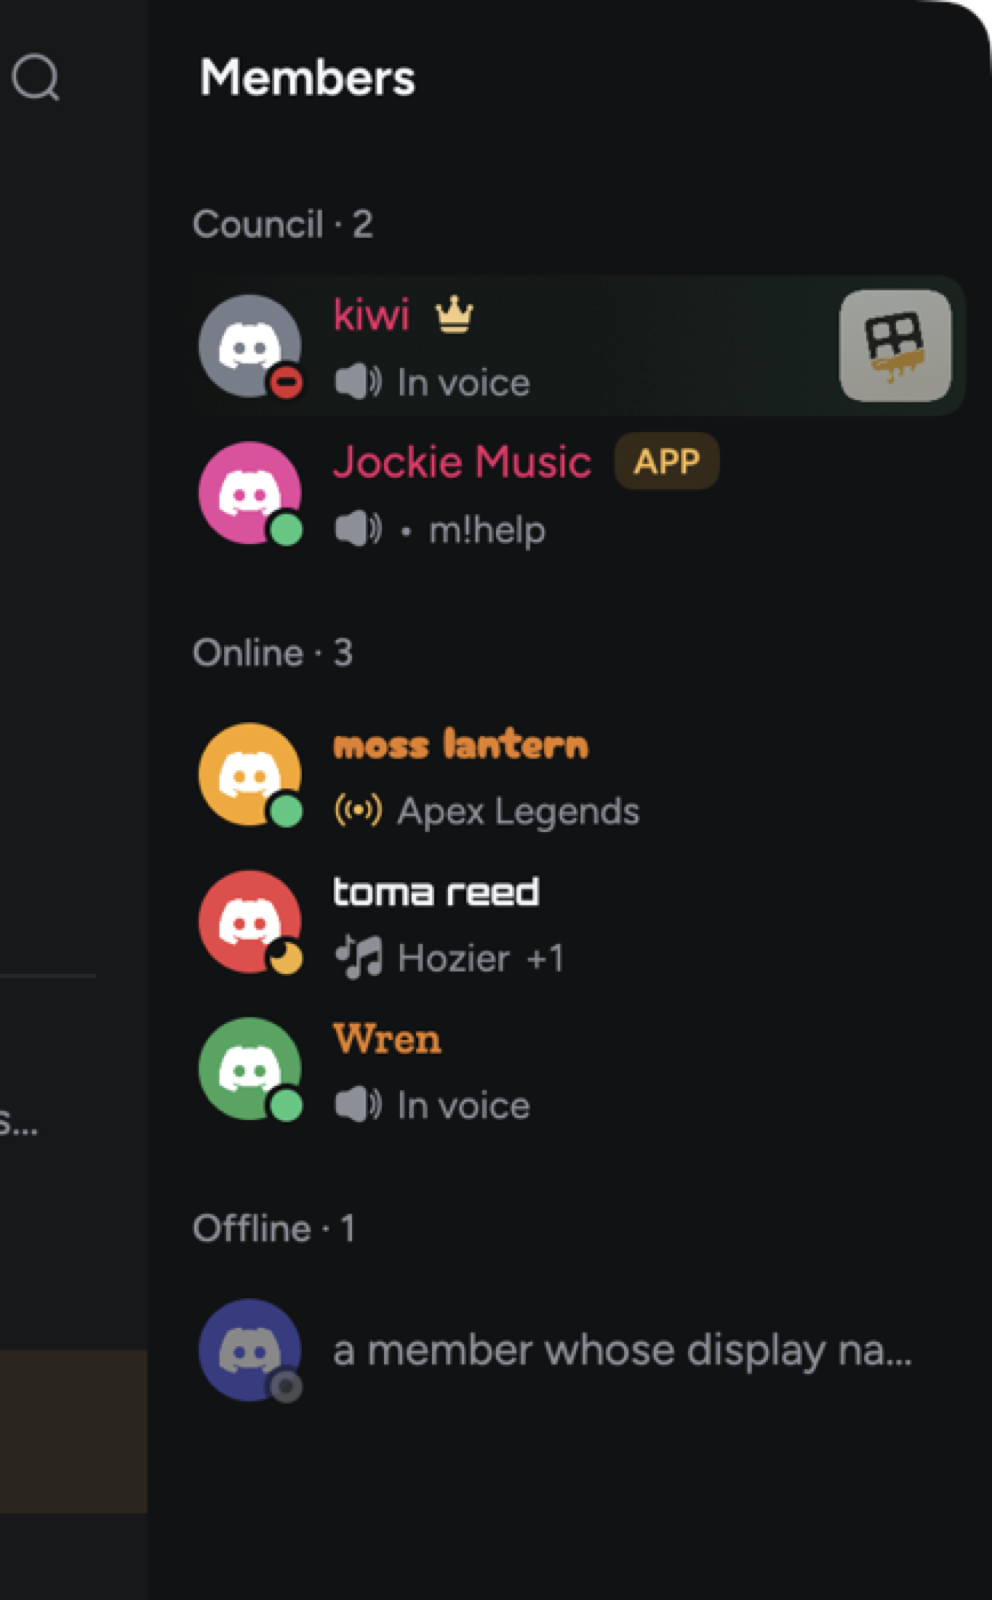 Members
Council · 2
kiwi
In voice
Jockie Music APP
• m!help
Online · 3
moss lantern
Apex Legends
toma reed
Hozier +1
Wren
In voice
s...
Offline · 1
a member whose display na...